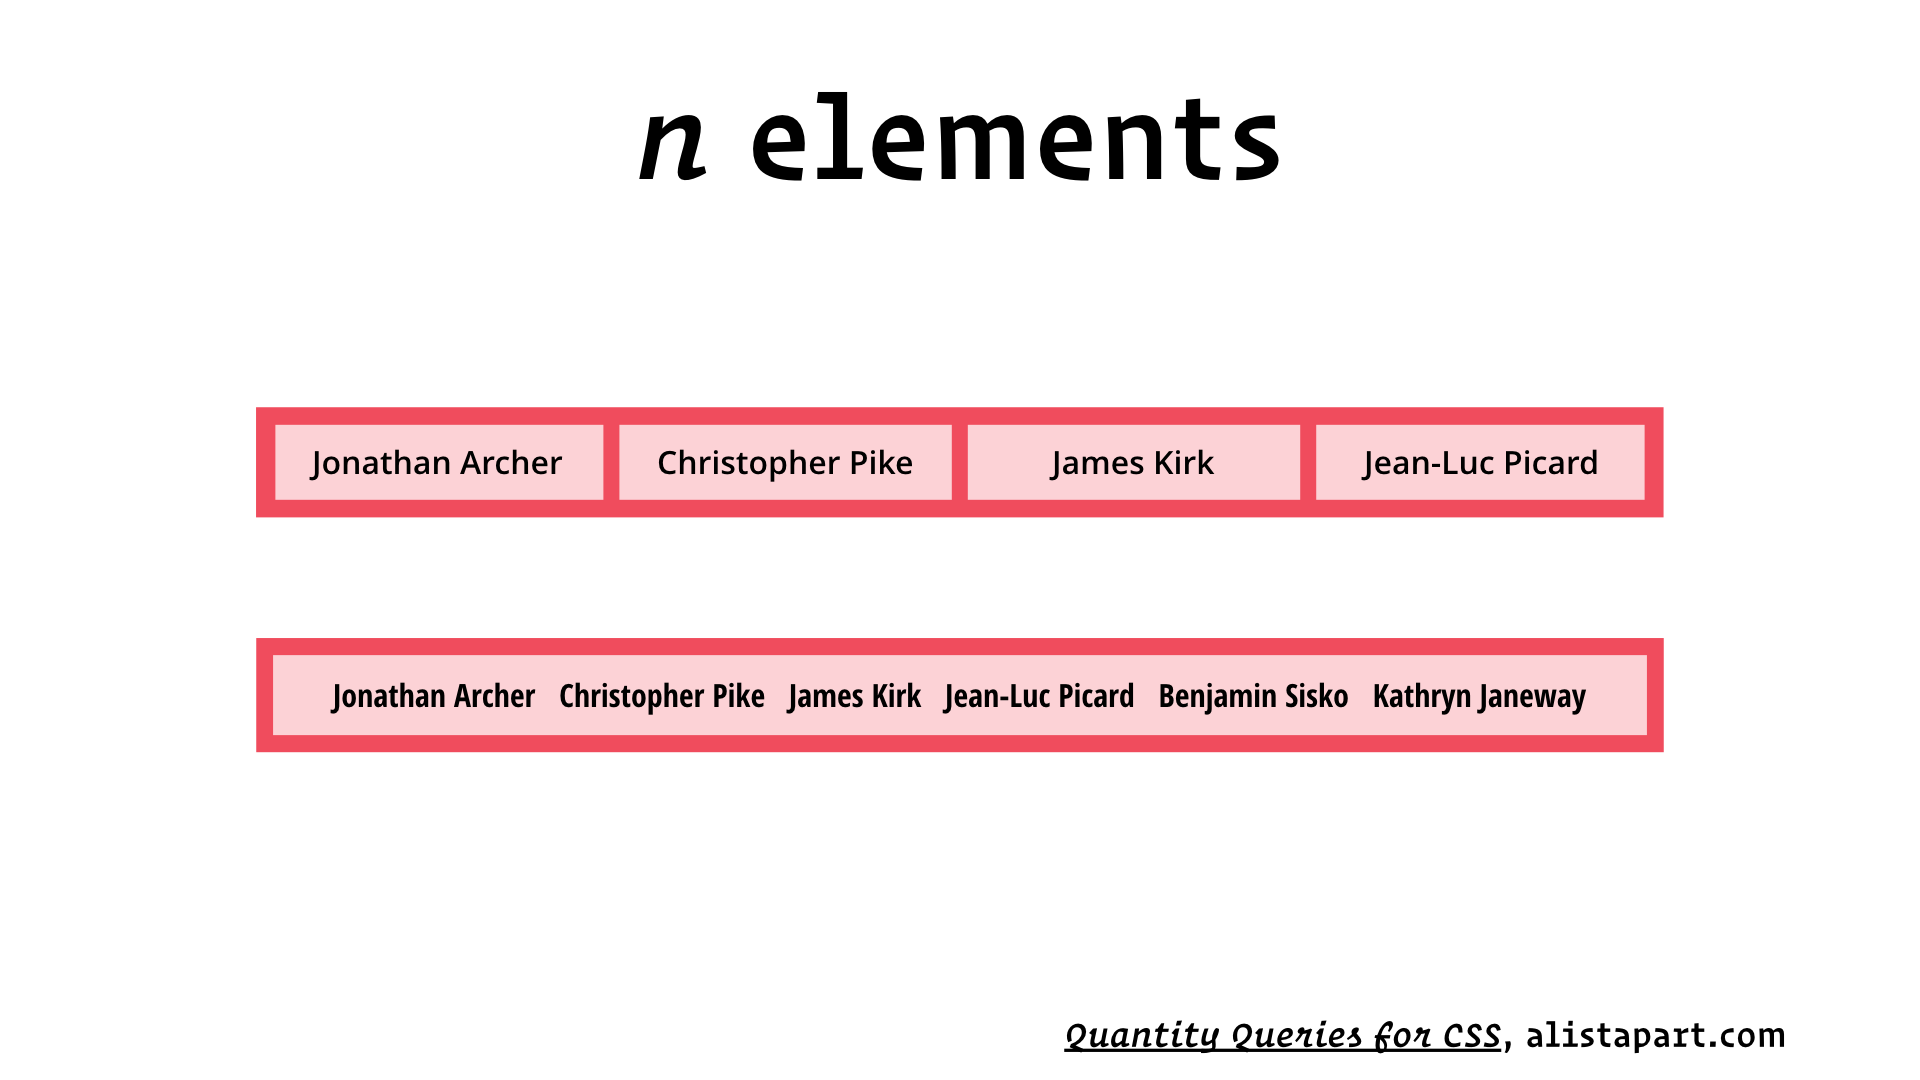 n elements
Jonathan Archer Christopher Pike James Kirk Jean-Luc Picard
Jonathan Archer Christopher Pike James Kirk Jean-Luc Picard Benjamin Sisko Kathryn Janeway
Quantity Queries for CSS, alistapart.com